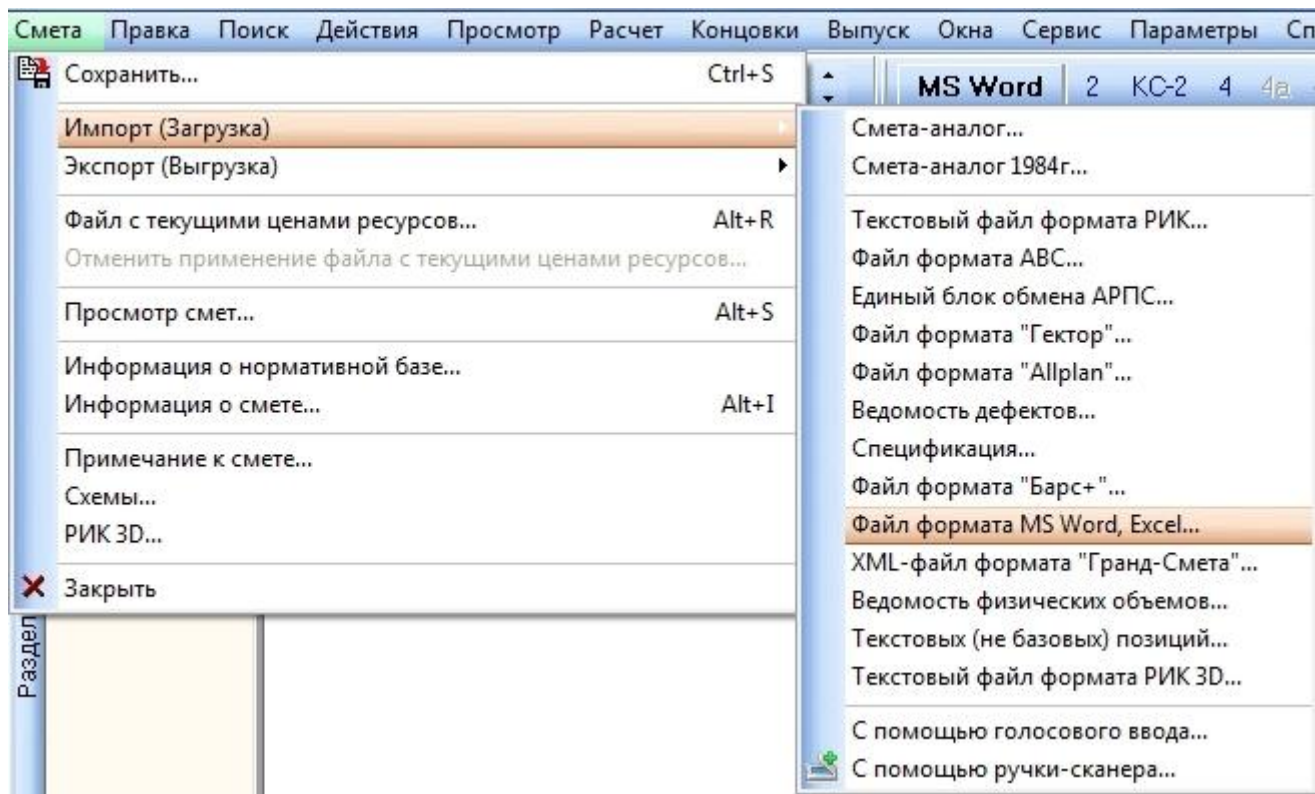 Смета Правка Поиск Действия Просмотр Расчет Концовки Выпуск Окна Сервис Параметры Сп
Сохранить... Ctrl+S
MS Word 2 КС-2 4 4а
Импорт (Загрузка)
Экспорт (Выгрузка)
Файл с текущими ценами ресурсов... Alt+R
Отменить применение файла с текущими ценами ресурсов...
Просмотр смет... Alt+S
Информация о нормативной базе...
Информация о смете... Alt+I
Примечание к смете...
Схемы...
РИК 3D...
Закрыть
Раздел
Смета-аналог...
Смета-аналог 1984г...
Текстовый файл формата РИК...
Файл формата АВС...
Единый блок обмена АРПС...
Файл формата "Гектор"...
Файл формата "Allplan"...
Ведомость дефектов...
Спецификация...
Файл формата "Барс+"...
Файл формата MS Word, Excel...
XML-файл формата "Гранд-Смета"...
Ведомость физических объемов...
Текстовых (не базовых) позиций...
Текстовый файл формата РИК 3D...
С помощью голосового ввода...
С помощью ручки-сканера...